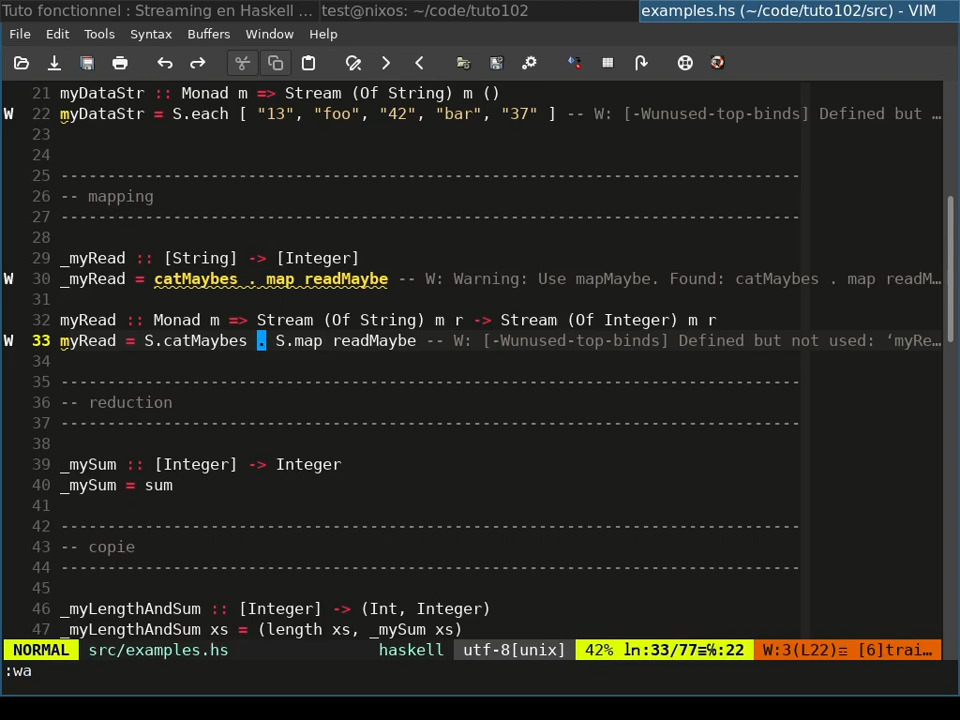 Tuto fonctionnel : Streaming en Haskell ... test@nixos: ~/code/tuto102 examples.hs (~/code/tuto102/src) - VIM
File Edit Tools Syntax Buffers Window Help
21 myDataStr :: Monad m => Stream (Of String) m ()
W 22 myDataStr = S.each [ "13", "foo", "42", "bar", "37" ] -- W: [-Wunused-top-binds] Defined but …
23
24
25 -------------------------------------------------------------------------------
26 -- mapping
27 -------------------------------------------------------------------------------
28
29 _myRead :: [String] -> [Integer]
W 30 _myRead = catMaybes . map readMaybe -- W: Warning: Use mapMaybe. Found: catMaybes . map readM…
31
32 myRead :: Monad m => Stream (Of String) m r -> Stream (Of Integer) m r
W 33 myRead = S.catMaybes . S.map readMaybe -- W: [-Wunused-top-binds] Defined but not used: ‘myRe…
34
35 -------------------------------------------------------------------------------
36 -- reduction
37 -------------------------------------------------------------------------------
38
39 _mySum :: [Integer] -> Integer
40 _mySum = sum
41
42 -------------------------------------------------------------------------------
43 -- copie
44 -------------------------------------------------------------------------------
45
46 _myLengthAndSum :: [Integer] -> (Int, Integer)
47 _myLengthAndSum xs = (length xs, _mySum xs)
NORMAL src/examples.hs haskell utf-8[unix] 42% ln:33/77≡℅:22 W:3(L22)☲ [6]trai…
:wa